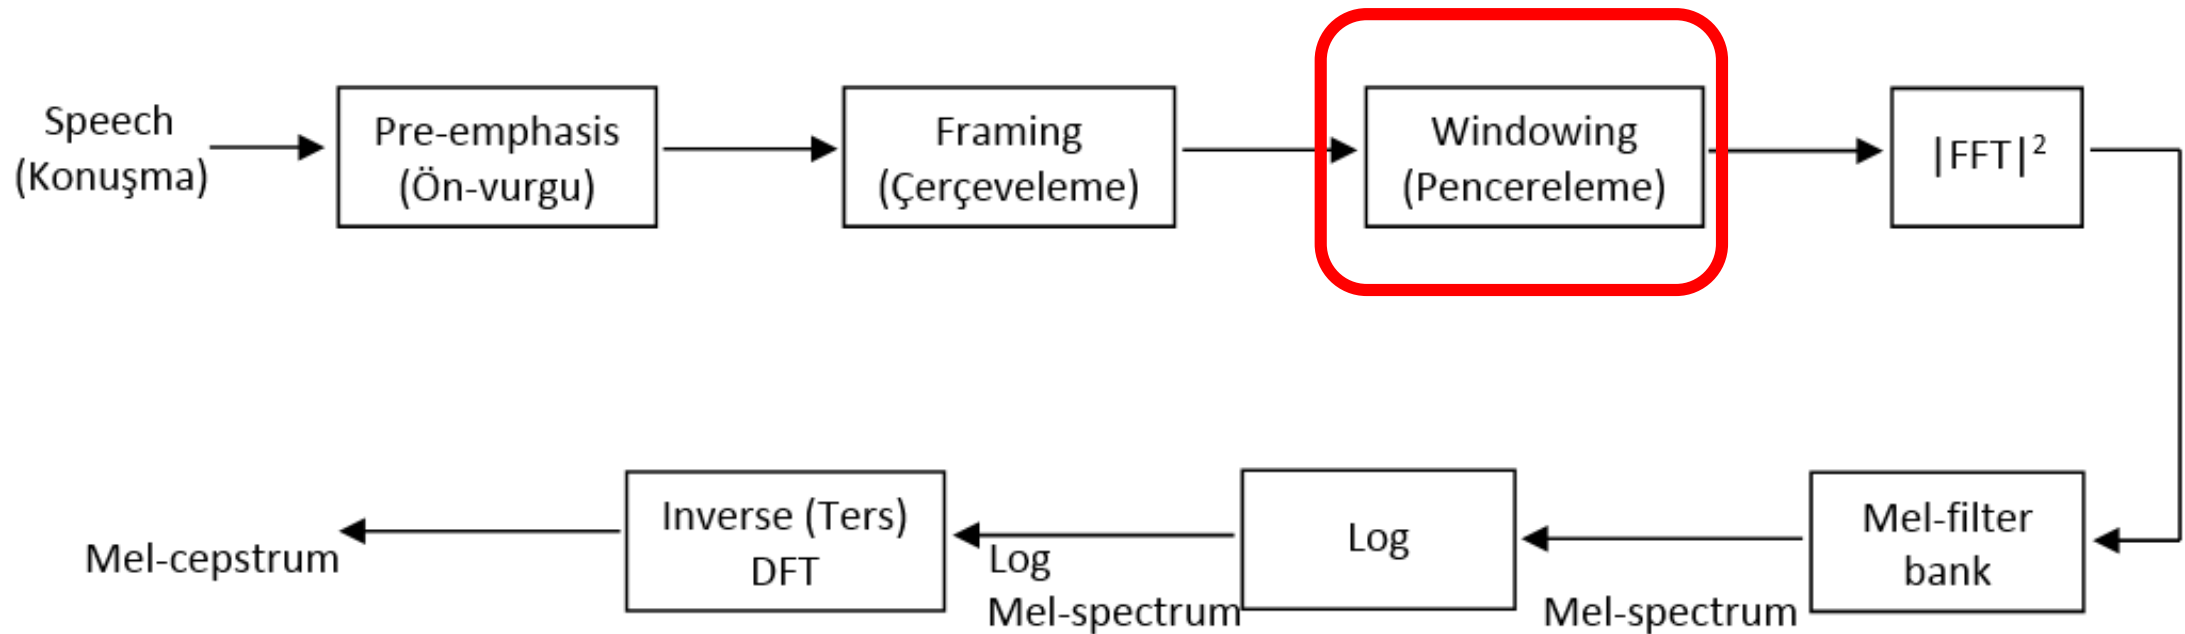 Speech
(Konuşma)
Pre-emphasis
(Ön-vurgu)
Framing
(Çerçeveleme)
Windowing
(Pencereleme)
|FFT|²
Mel-filter
bank
Mel-spectrum
Log
Log
Mel-spectrum
Inverse (Ters)
DFT
Mel-cepstrum